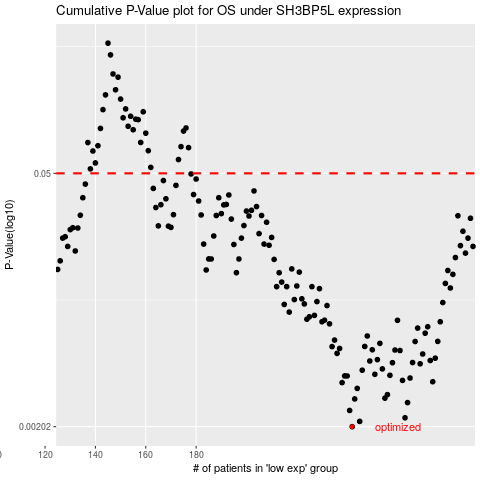 Cumulative P-Value plot for OS under SH3BP5L expression
P-Value(log10)
0.05
0.00202
optimized
0 120 140 160 180
# of patients in 'low exp' group